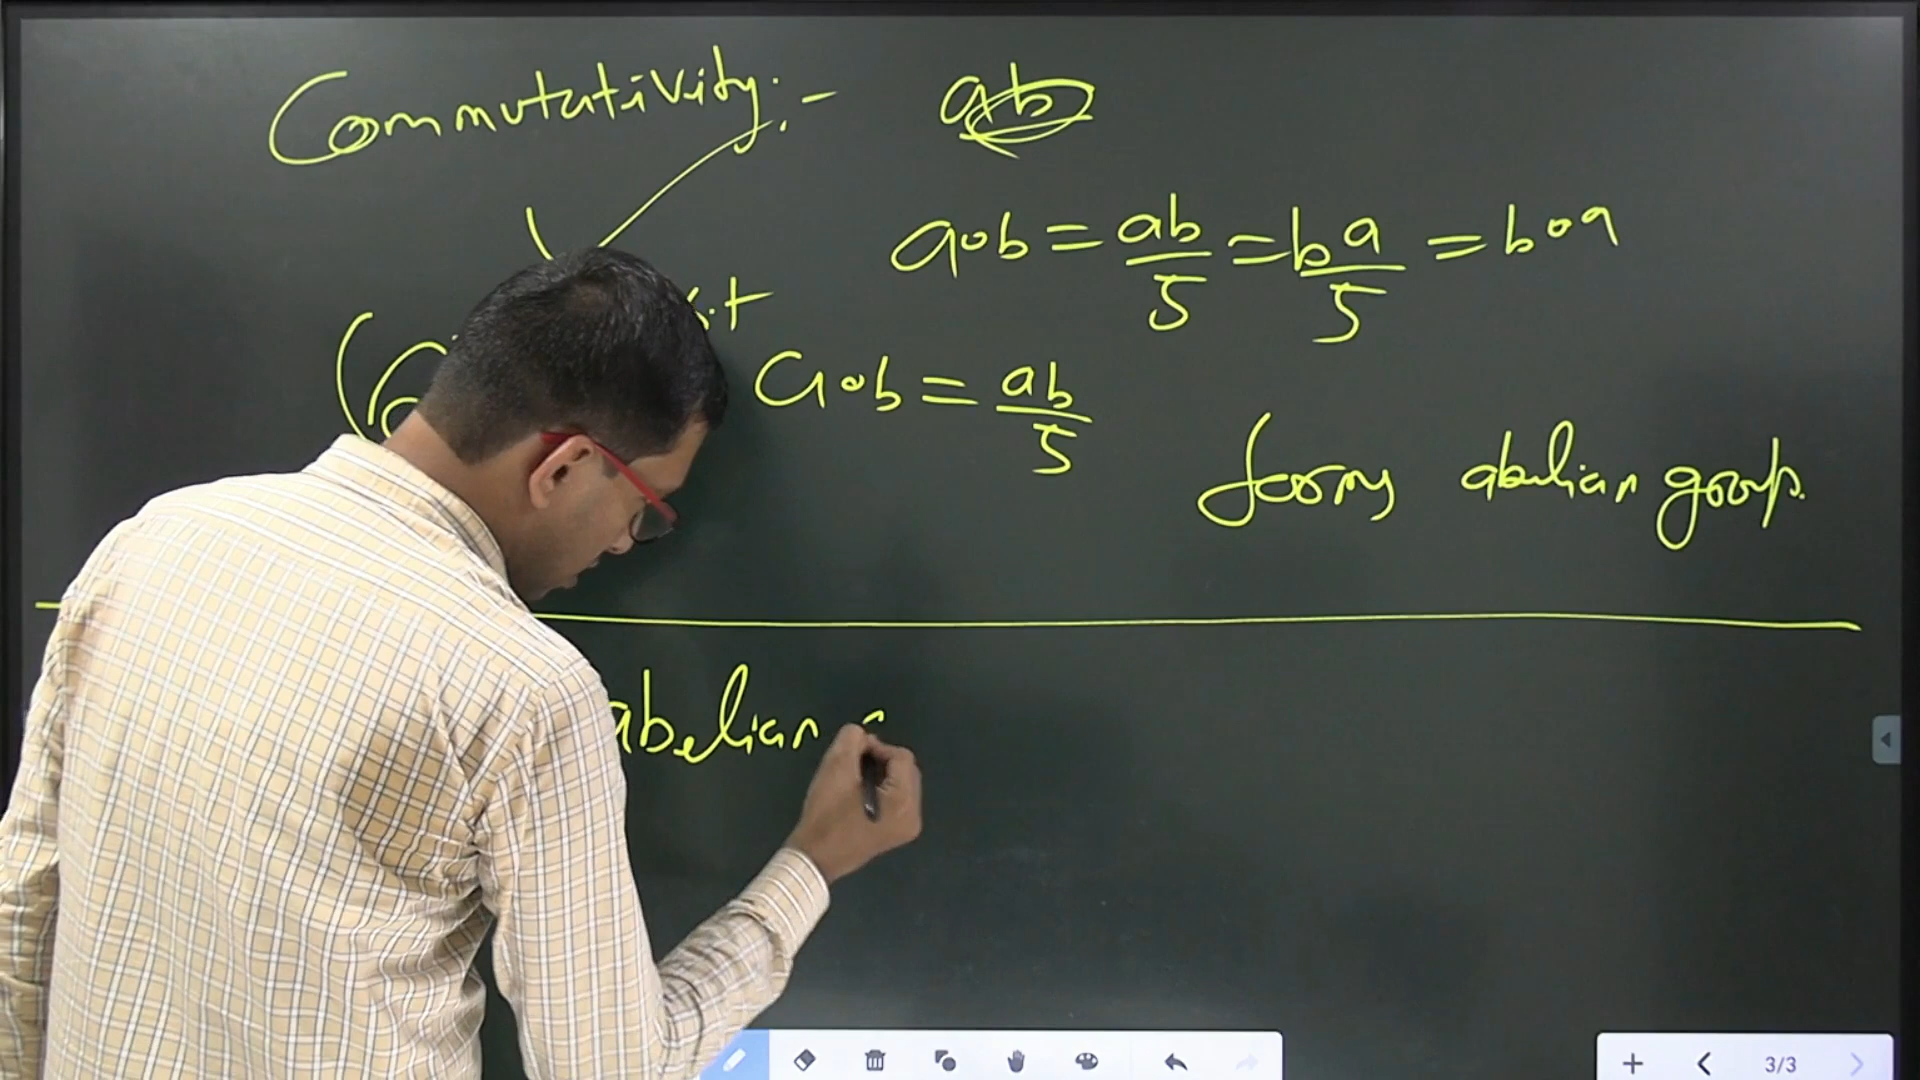 Commutativity:- ab
a∘b = ab/5 = ba/5 = b∘a
s.t a∘b = ab/5
forms abelian group.
abelian
3/3